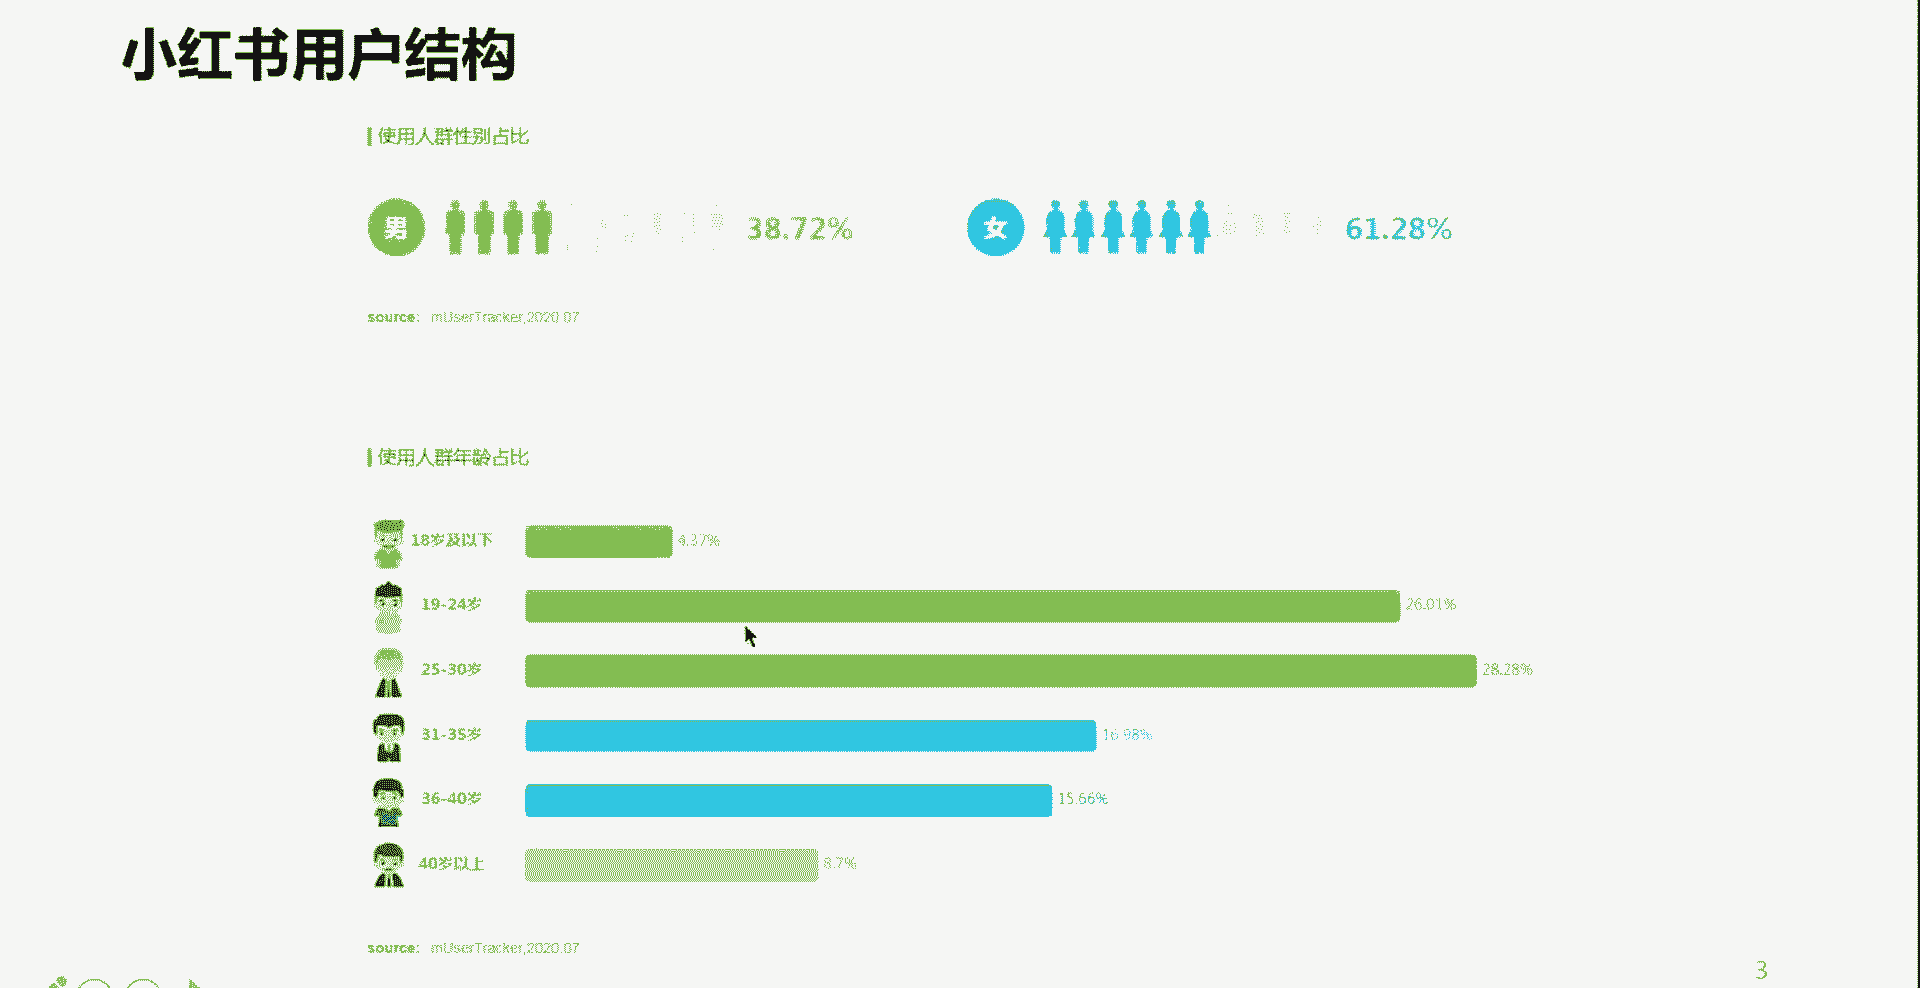 小红书用户结构
使用人群性别占比
男 38.72% 女 61.28%
source: mUserTracker,2020.07
使用人群年龄占比
18岁及以下 4.37%
19-24岁 26.01%
25-30岁 28.28%
31-35岁 16.98%
36-40岁 15.66%
40岁以上 8.7%
source: mUserTracker,2020.07
3